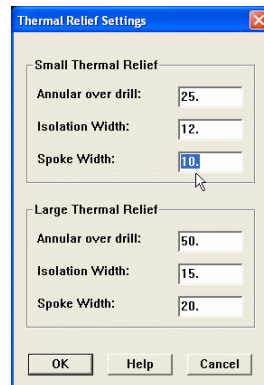 Thermal Relief Settings
Small Thermal Relief
Annular over drill: 25.
Isolation Width: 12.
Spoke Width: 10.
Large Thermal Relief
Annular over drill: 50.
Isolation Width: 15.
Spoke Width: 20.
OK Help Cancel